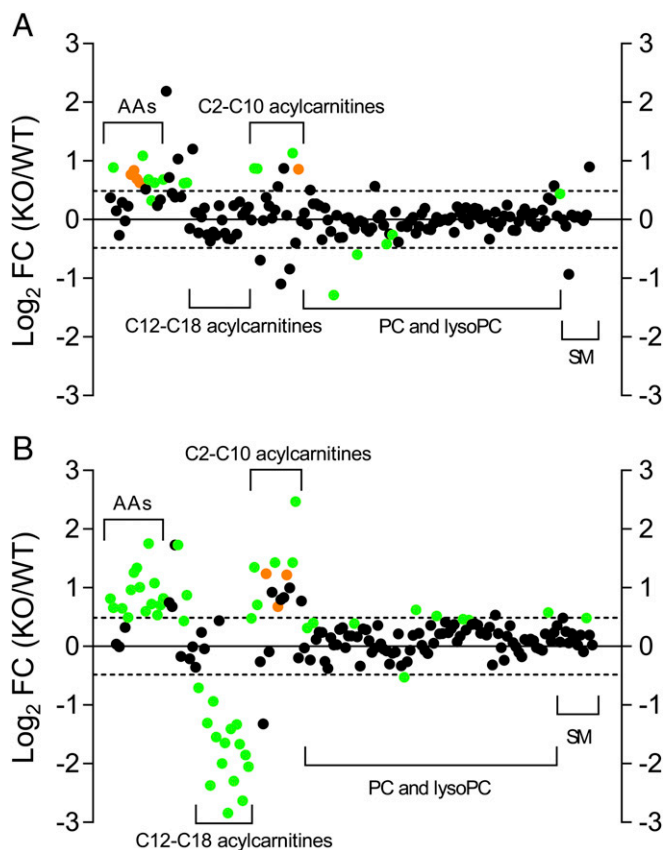 A
3
3
AAs
C2-C10 acylcarnitines
2
2
1
1
0
0
-1
-1
C12-C18 acylcarnitines
PC and lysoPC
-2
-2
SM
-3
-3
Log₂ FC (KO/WT)
B
C2-C10 acylcarnitines
3
3
AAs
2
2
1
1
0
0
-1
-1
SM
-2
-2
PC and lysoPC
-3
-3
C12-C18 acylcarnitines
Log₂ FC (KO/WT)